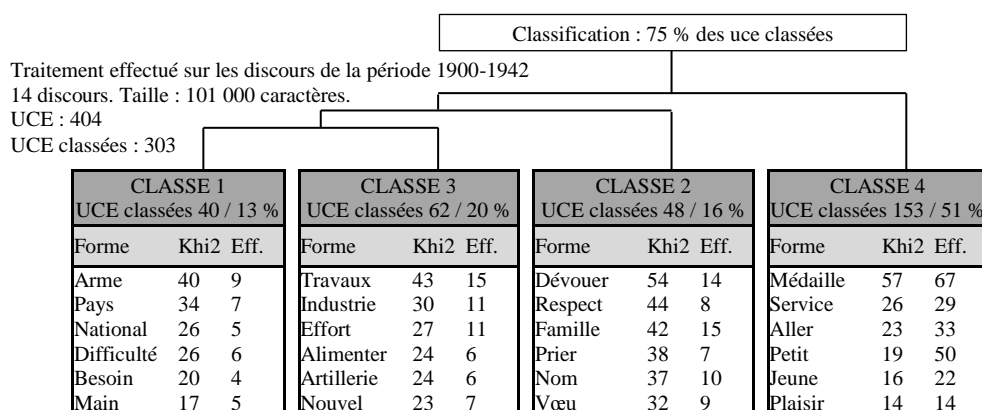 Classification : 75 % des uce classées
Traitement effectué sur les discours de la période 1900-1942
14 discours. Taille : 101 000 caractères.
UCE : 404
UCE classées : 303
CLASSE 1
UCE classées 40 / 13 %
Forme Khi2 Eff.
Arme 40 9
Pays 34 7
National 26 5
Difficulté 26 6
Besoin 20 4
Main 17 5
CLASSE 3
UCE classées 62 / 20 %
Forme Khi2 Eff.
Travaux 43 15
Industrie 30 11
Effort 27 11
Alimenter 24 6
Artillerie 24 6
Nouvel 23 7
CLASSE 2
UCE classées 48 / 16 %
Forme Khi2 Eff.
Dévouer 54 14
Respect 44 8
Famille 42 15
Prier 38 7
Nom 37 10
Vœu 32 9
CLASSE 4
UCE classées 153 / 51 %
Forme Khi2 Eff.
Médaille 57 67
Service 26 29
Aller 23 33
Petit 19 50
Jeune 16 22
Plaisir 14 14